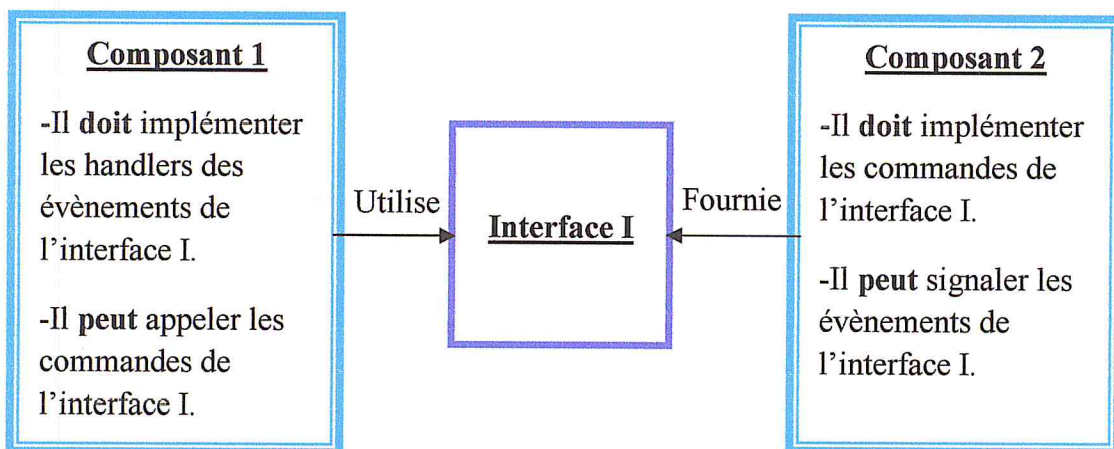 Composant 1
-Il doit implémenter
les handlers des
évènements de
l'interface I.
-Il peut appeler les
commandes de
l'interface I.
Utilise
Interface I
Fournie
Composant 2
-Il doit implémenter
les commandes de
l'interface I.
-Il peut signaler les
évènements de
l'interface I.